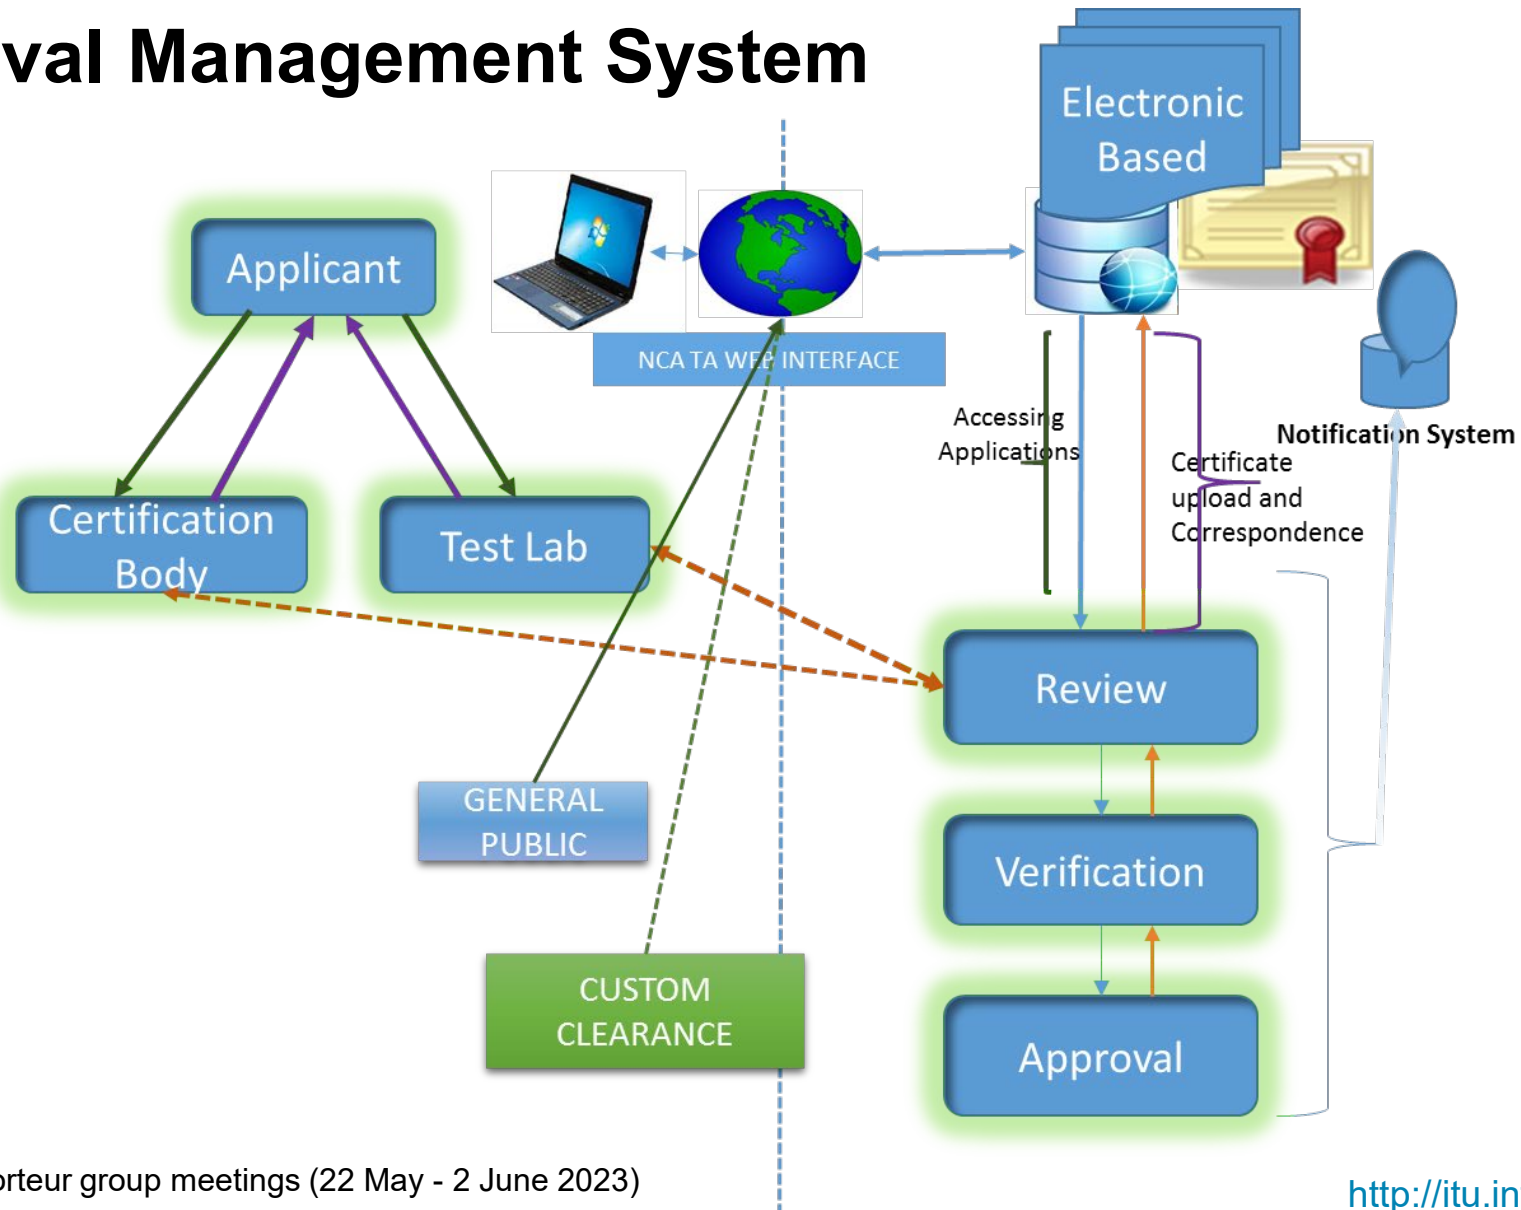 val Management System
Electronic
Based
Applicant
NCA TA WEB INTERFACE
Accessing
Applications
Notification System
Certificate
upload and
Correspondence
Certification
Body
Test Lab
Review
GENERAL
PUBLIC
Verification
CUSTOM
CLEARANCE
Approval
orteur group meetings (22 May - 2 June 2023)
http://itu.in